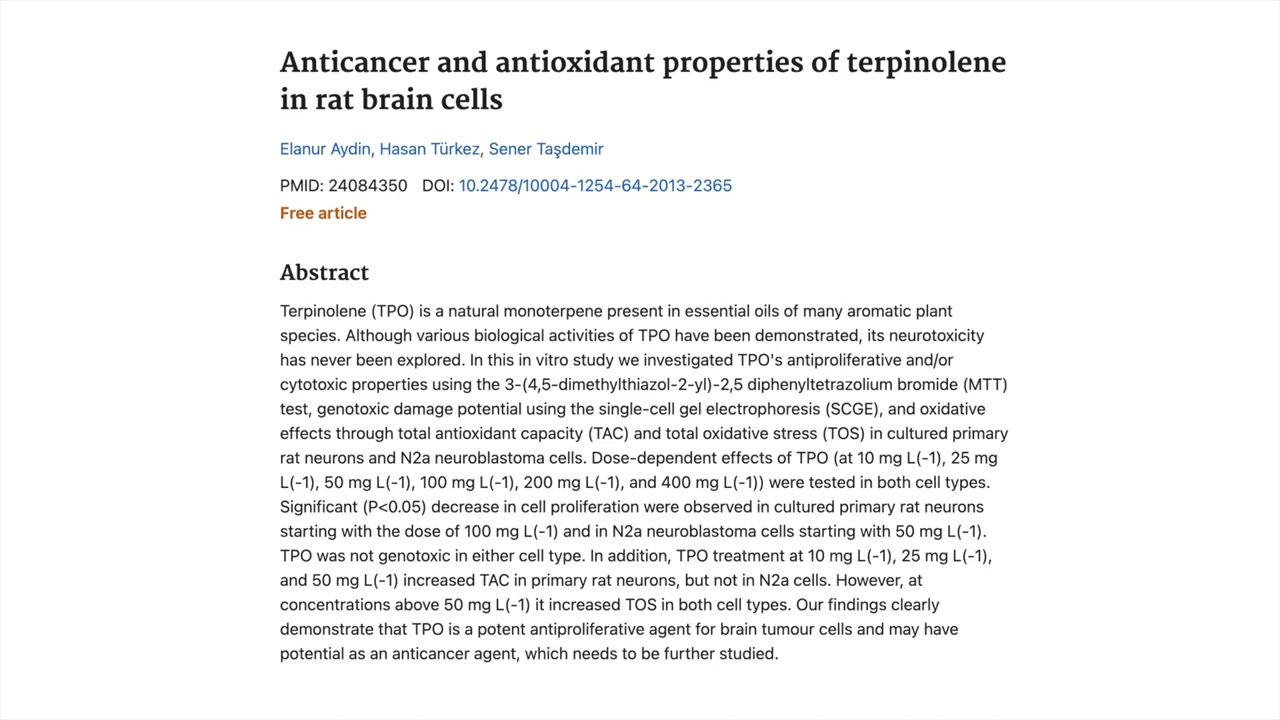 Anticancer and antioxidant properties of terpinolene
in rat brain cells
Elanur Aydin, Hasan Türkez, Sener Taşdemir
PMID: 24084350 DOI: 10.2478/10004-1254-64-2013-2365
Free article
Abstract
Terpinolene (TPO) is a natural monoterpene present in essential oils of many aromatic plant
species. Although various biological activities of TPO have been demonstrated, its neurotoxicity
has never been explored. In this in vitro study we investigated TPO's antiproliferative and/or
cytotoxic properties using the 3-(4,5-dimethylthiazol-2-yl)-2,5 diphenyltetrazolium bromide (MTT)
test, genotoxic damage potential using the single-cell gel electrophoresis (SCGE), and oxidative
effects through total antioxidant capacity (TAC) and total oxidative stress (TOS) in cultured primary
rat neurons and N2a neuroblastoma cells. Dose-dependent effects of TPO (at 10 mg L(-1), 25 mg
L(-1), 50 mg L(-1), 100 mg L(-1), 200 mg L(-1), and 400 mg L(-1)) were tested in both cell types.
Significant (P<0.05) decrease in cell proliferation were observed in cultured primary rat neurons
starting with the dose of 100 mg L(-1) and in N2a neuroblastoma cells starting with 50 mg L(-1).
TPO was not genotoxic in either cell type. In addition, TPO treatment at 10 mg L(-1), 25 mg L(-1),
and 50 mg L(-1) increased TAC in primary rat neurons, but not in N2a cells. However, at
concentrations above 50 mg L(-1) it increased TOS in both cell types. Our findings clearly
demonstrate that TPO is a potent antiproliferative agent for brain tumour cells and may have
potential as an anticancer agent, which needs to be further studied.